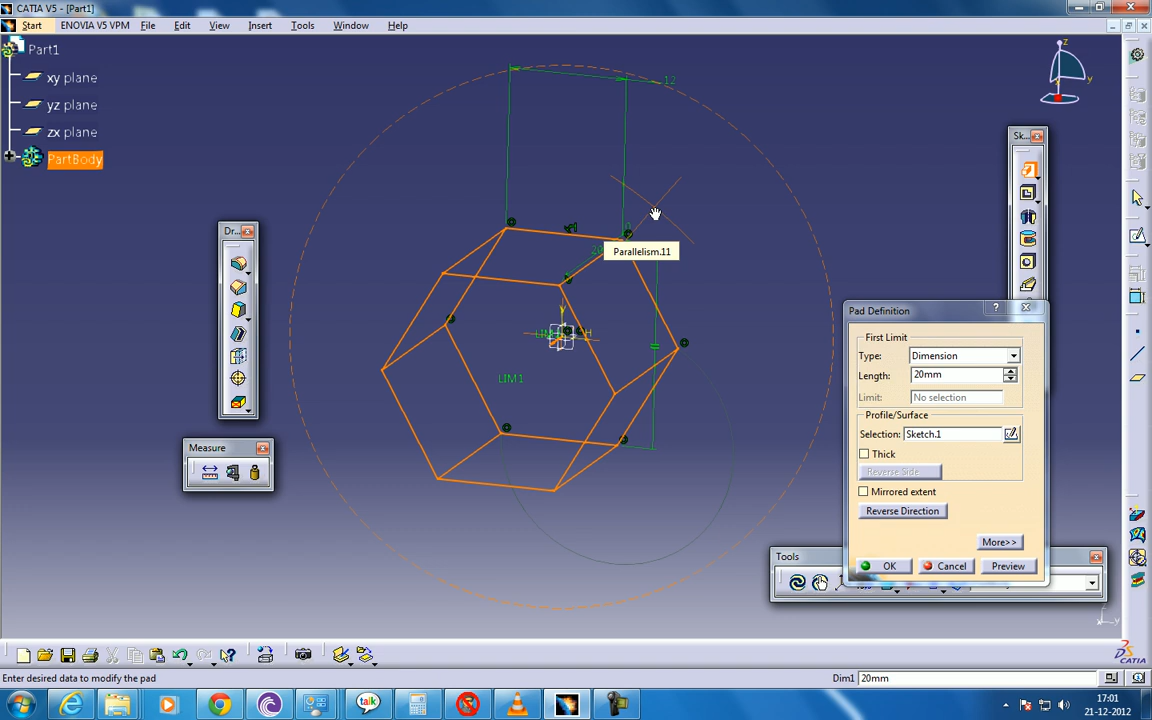 CATIA V5 - [Part1]
Start
ENOVIA V5 VPM
File
Edit
View
Insert
Tools
Window
Help
Part1
xy plane
yz plane
zx plane
PartBody
z
y
12
Sk...
Parallelism.11
20
Dr...
y
H
LIM1
Measure
Pad Definition
First Limit
Type:
Dimension
Length:
20mm
Limit:
No selection
Profile/Surface
Selection:
Sketch.1
Thick
Reverse Side
Mirrored extent
Reverse Direction
More>>
OK
Cancel
Preview
Tools
CATIA
Enter desired data to modify the pad
Dim1
20mm
talk
17:01
21-12-2012